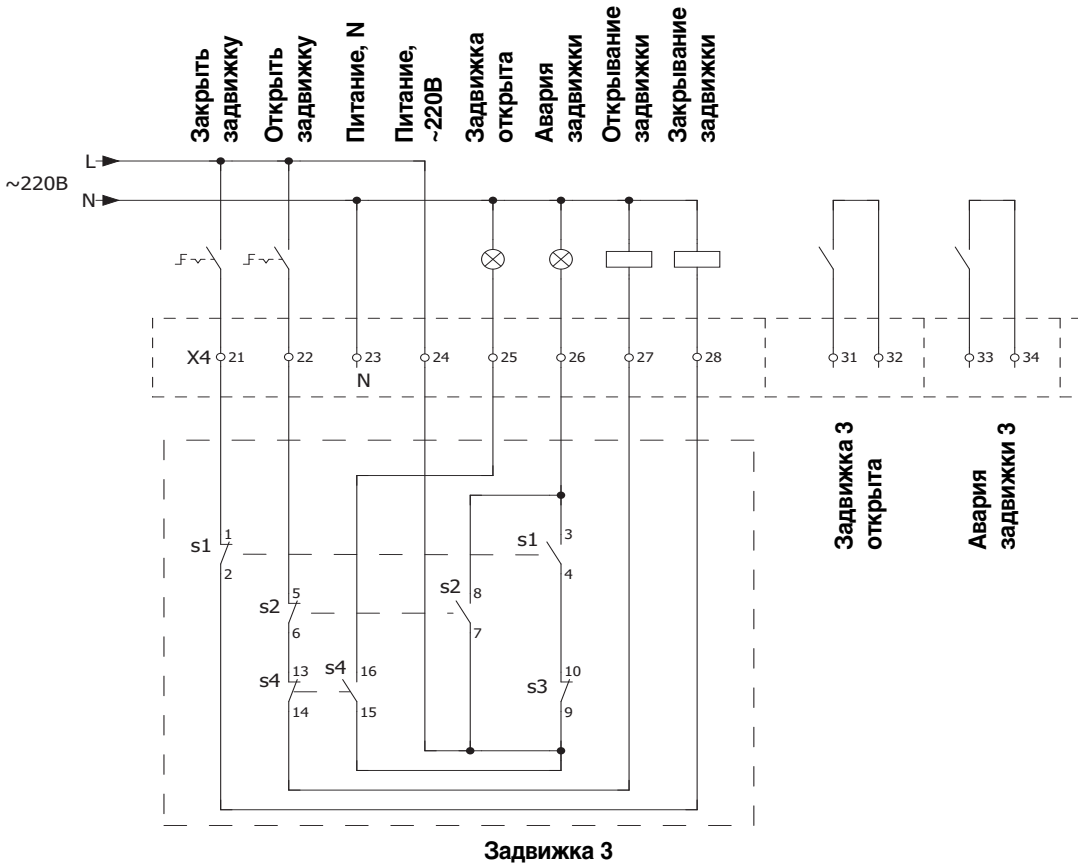 Закрыть
задвижку
Открыть
задвижку
Питание, N
Питание,
~220В
Задвижка
открыта
Авария
задвижки
Открывание
задвижки
Закрывание
задвижки
L
~220В
N
X4 21 22 23 24 25 26 27 28 31 32 33 34
N
Задвижка 3
открыта
Авария
задвижки 3
1 3
s1 s1
2 4
5 s2 8
s2
6 7
13 s4 16 10
s4 s3
14 15 9
Задвижка 3